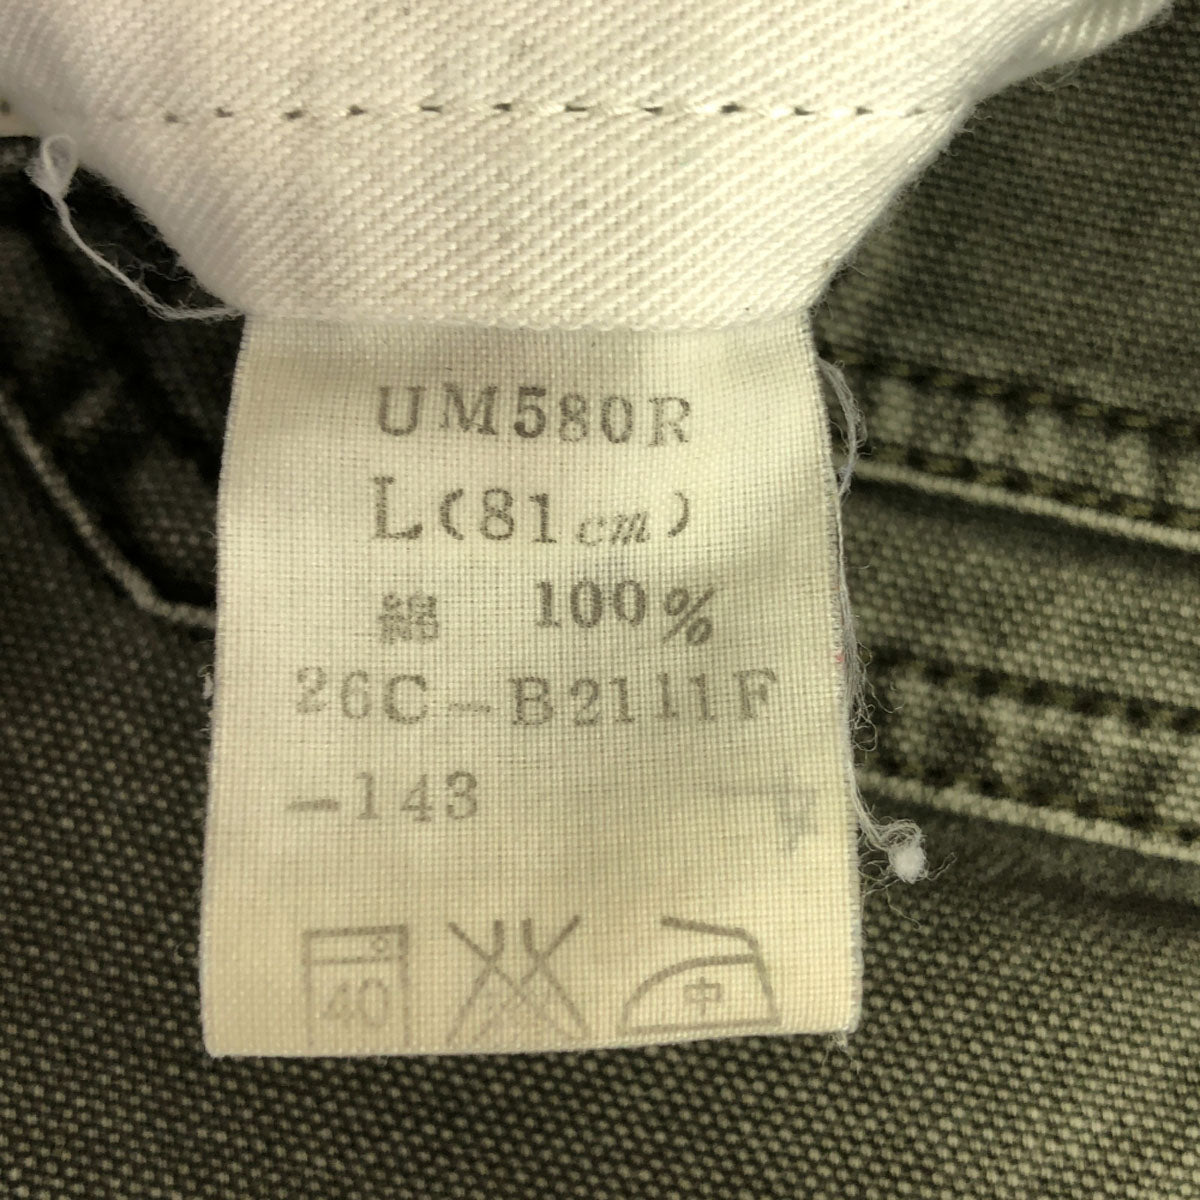 UM580R
L(81cm)
綿 100%
26C-B2111F
-143
40
中